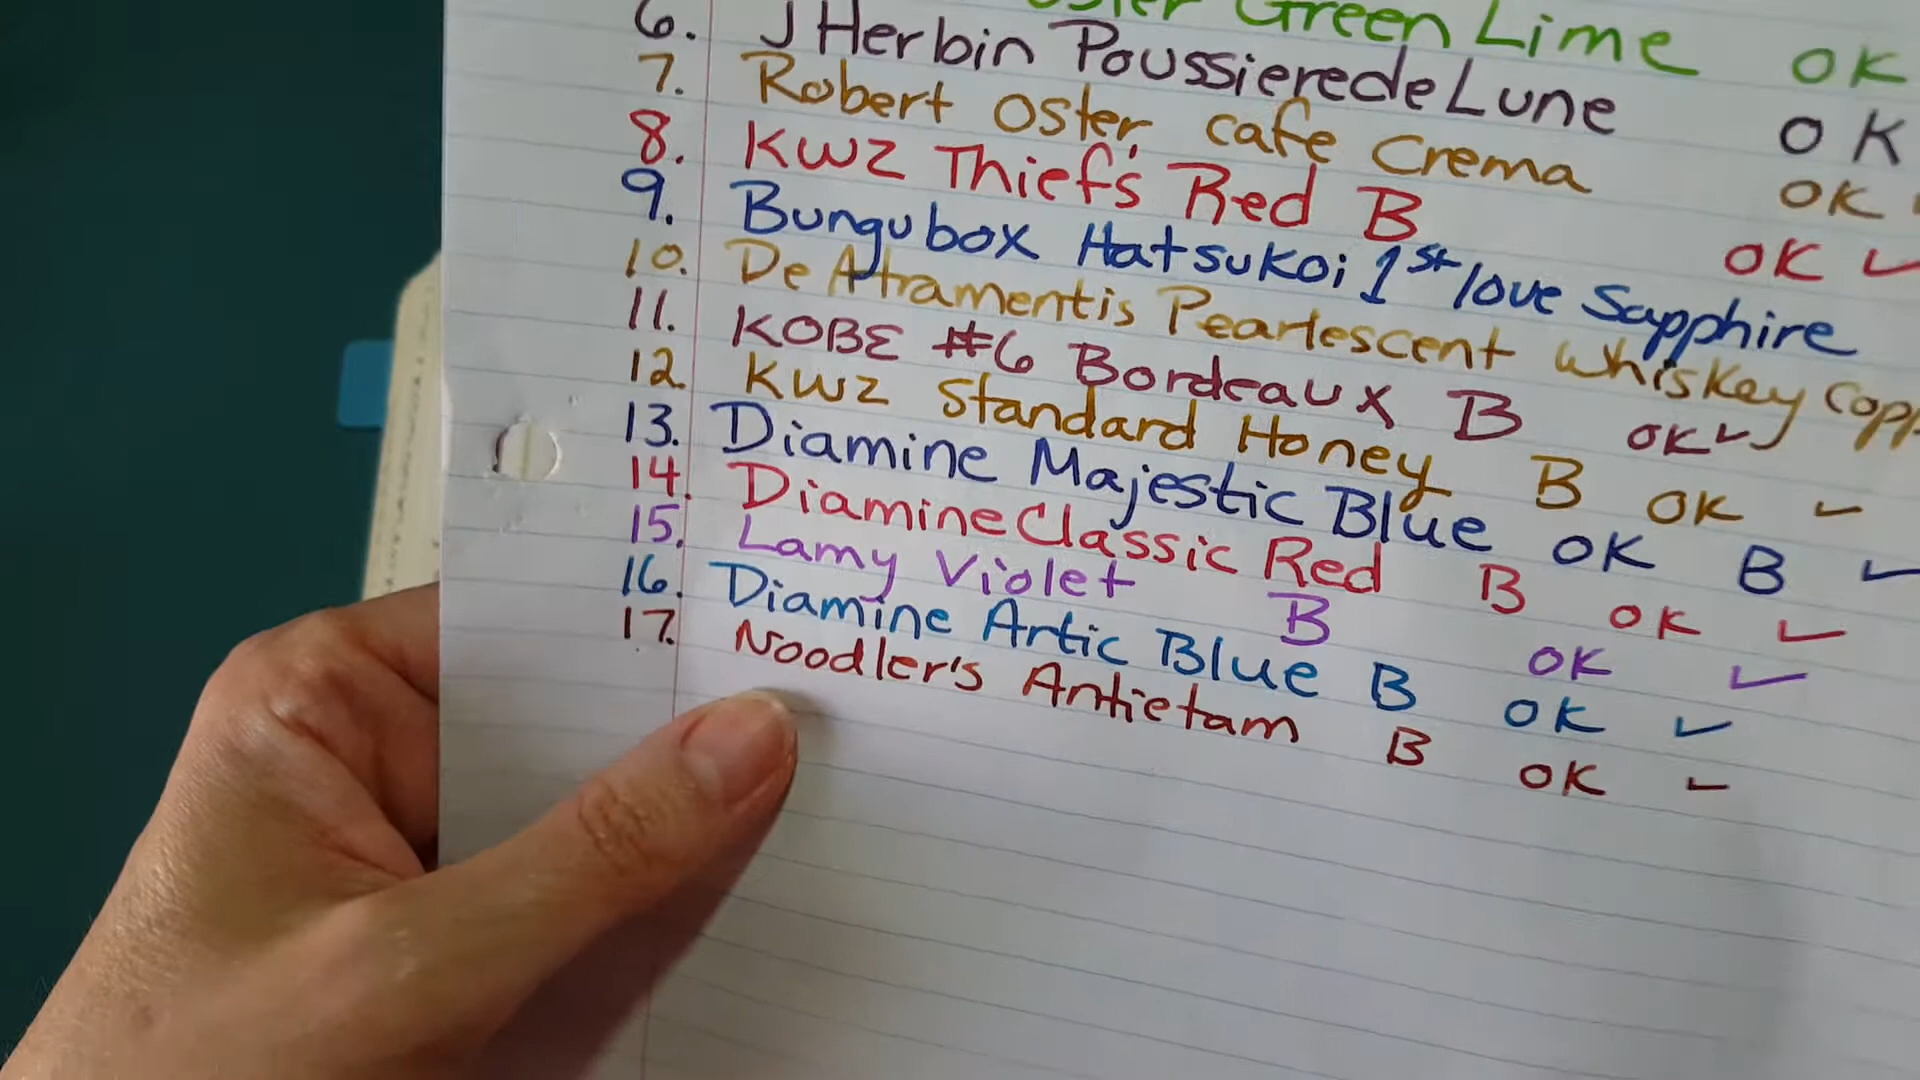 Oster Green Lime OK
6. J Herbin Poussierede Lune OK
7. Robert Oster cafe Crema OK
8. KWZ Thief's Red B OK ✓
9. Bungubox Hatsukoi 1st love Sapphire
10. De Atramentis Pearlescent Whiskey Copp
11. KOBE #6 Bordeaux B OK ✓
12. KWZ Standard Honey B OK ✓
13. Diamine Majestic Blue OK B ✓
14. Diamine Classic Red B OK ✓
15. Lamy Violet B OK ✓
16. Diamine Artic Blue B OK ✓
17. Noodler's Antietam B OK ✓